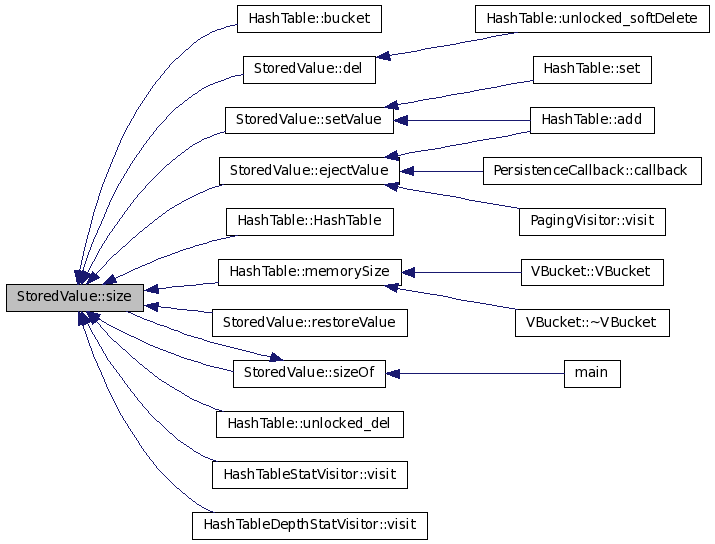 HashTable::bucket
HashTable::unlocked_softDelete
StoredValue::del
HashTable::set
StoredValue::setValue
HashTable::add
StoredValue::ejectValue
PersistenceCallback::callback
HashTable::HashTable
PagingVisitor::visit
HashTable::memorySize
VBucket::VBucket
StoredValue::size
StoredValue::restoreValue
VBucket::~VBucket
StoredValue::sizeOf
main
HashTable::unlocked_del
HashTableStatVisitor::visit
HashTableDepthStatVisitor::visit